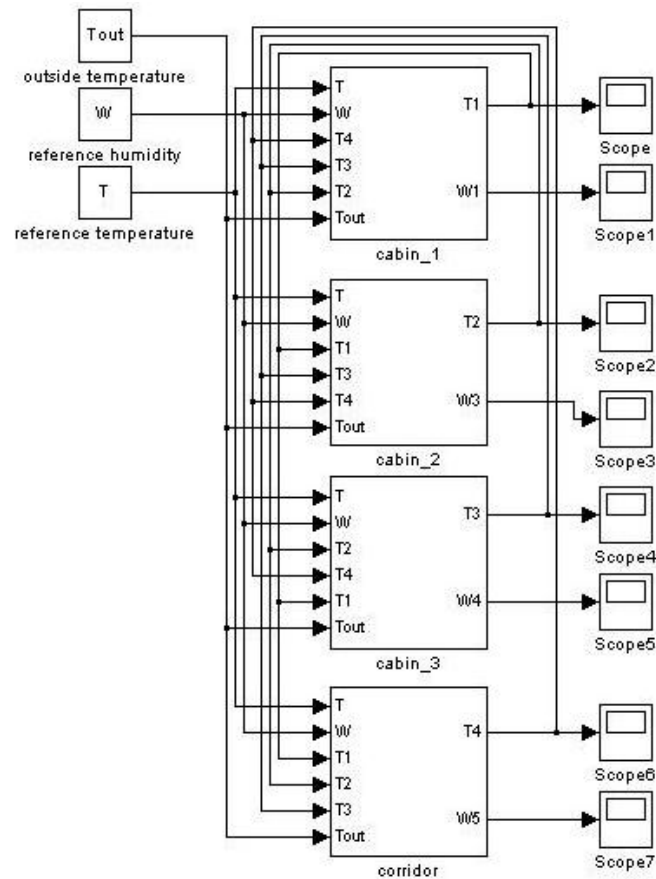 Tout
outside temperature
W
reference humidity
T
reference temperature
T
W
T4
T3
T2
Tout
T1
W1
cabin_1
Scope
Scope1
T
W
T1
T3
T4
Tout
T2
W3
cabin_2
Scope2
Scope3
T
W
T2
T4
T1
Tout
T3
W4
cabin_3
Scope4
Scope5
T
W
T1
T2
T3
Tout
T4
W5
corridor
Scope6
Scope7